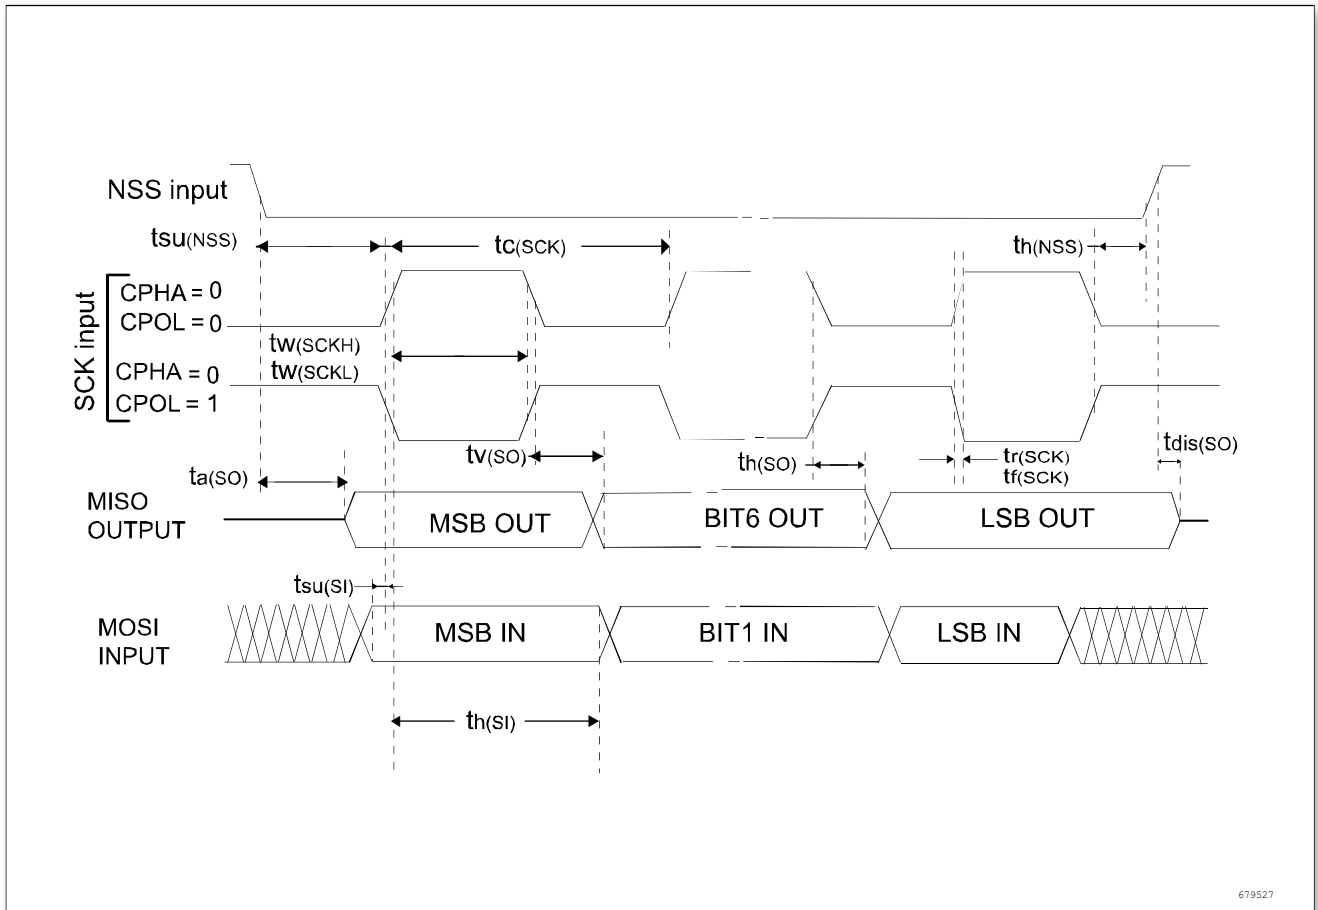 NSS input
tsu(NSS)
tc(SCK)
th(NSS)
SCK input
CPHA = 0
CPOL = 0
tw(SCKH)
tw(SCKL)
CPHA = 0
CPOL = 1
tv(SO)
th(SO)
tr(SCK)
tf(SCK)
tdis(SO)
ta(SO)
MISO
OUTPUT
MSB OUT
BIT6 OUT
LSB OUT
tsu(SI)
MOSI
INPUT
MSB IN
BIT1 IN
LSB IN
th(SI)
679527